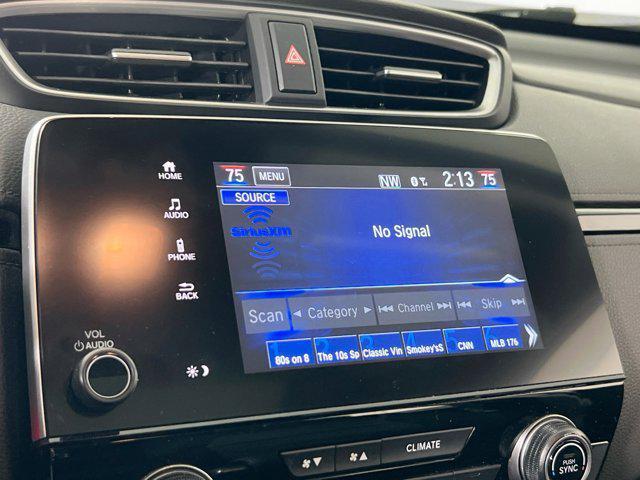 HOME
AUDIO
PHONE
BACK
VOL
AUDIO
75 MENU NW 2:13 75
SOURCE
SiriusXM
No Signal
Scan Category Channel Skip
80s on 8 The 10s Sp Classic Vin Smokey'sS CNN MLB 176
CLIMATE
PUSH
SYNC